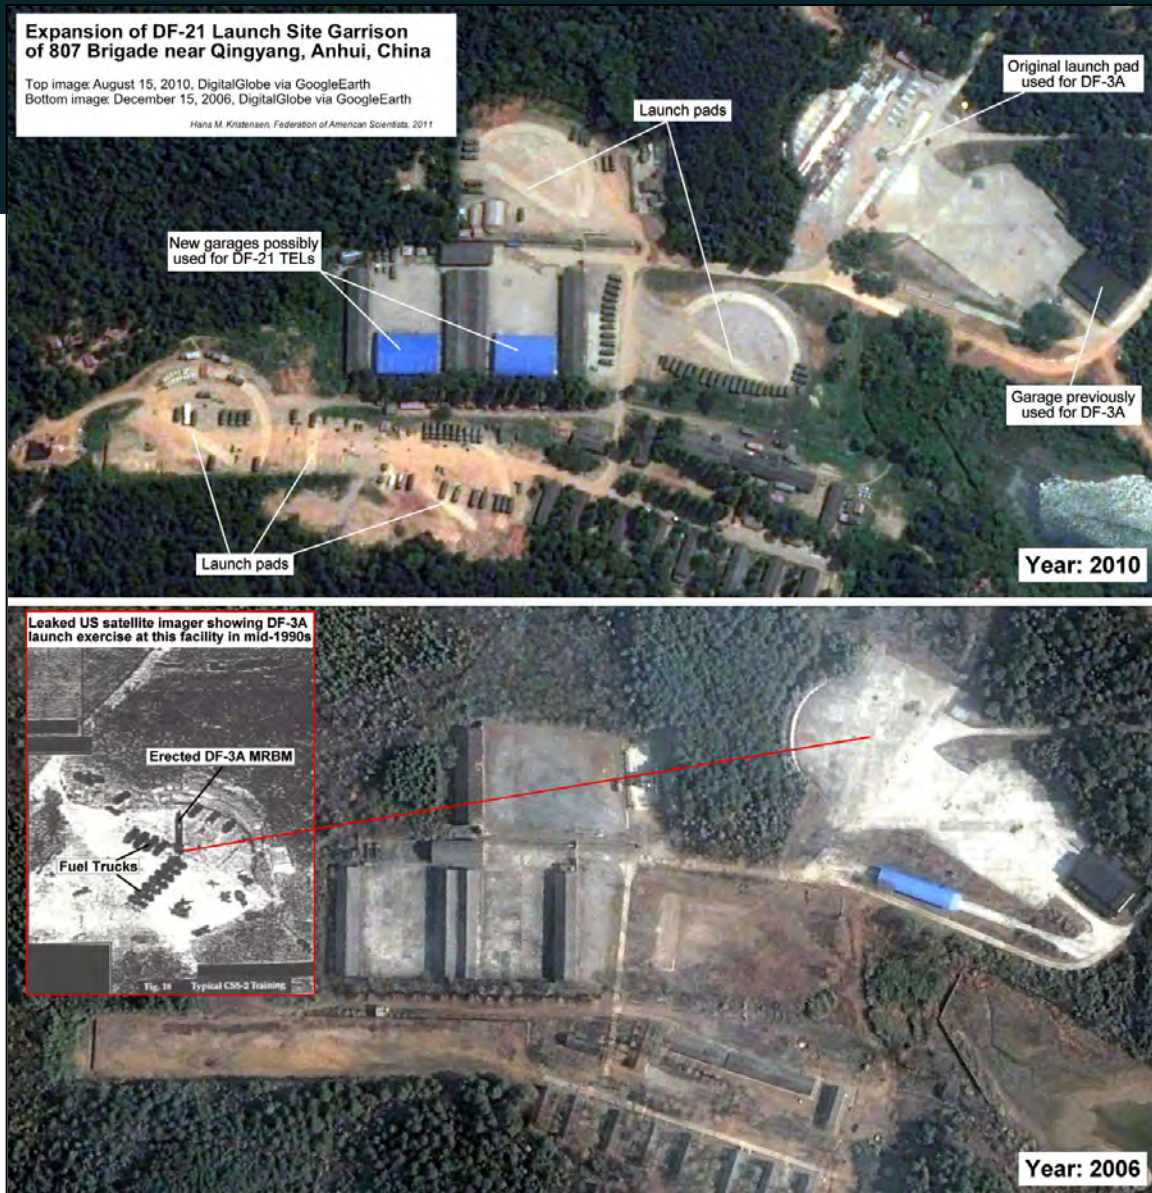 Expansion of DF-21 Launch Site Garrison
of 807 Brigade near Qingyang, Anhui, China
Top image: August 15, 2010, DigitalGlobe via GoogleEarth
Bottom image: December 15, 2006, DigitalGlobe via GoogleEarth
Hans M. Kristensen, Federation of American Scientists, 2011
Original launch pad
used for DF-3A
Launch pads
New garages possibly
used for DF-21 TELs
Garage previously
used for DF-3A
Launch pads
Year: 2010
Leaked US satellite imager showing DF-3A
launch exercise at this facility in mid-1990s
Erected DF-3A MRBM
Fuel Trucks
Fig. 18 Typical CSS-2 Training
Year: 2006